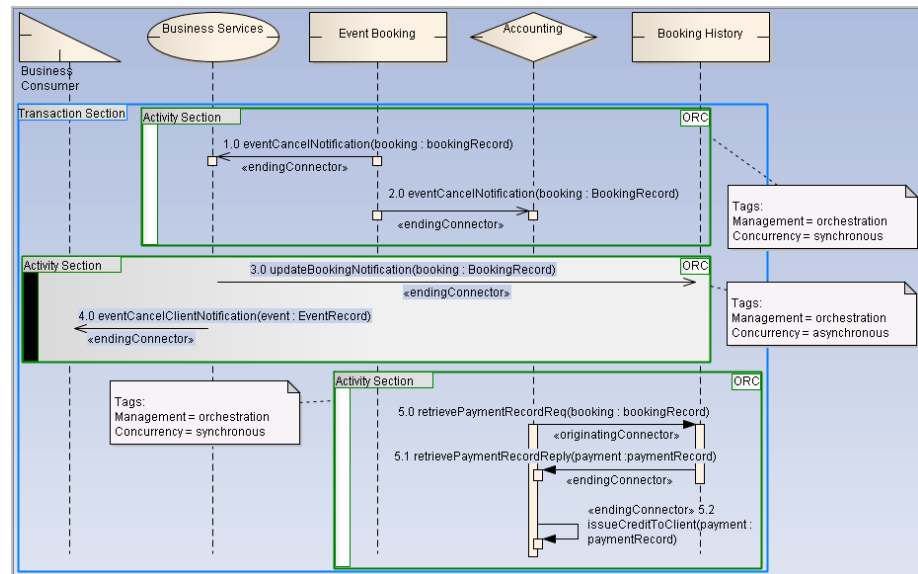 Business Services
Event Booking
Accounting
Booking History
Business
Consumer
Transaction Section
Activity Section
ORC
1.0 eventCancelNotification(booking : bookingRecord)
«endingConnector»
2.0 eventCancelNotification(booking : BookingRecord)
«endingConnector»
Tags:
Management = orchestration
Concurrency = synchronous
Activity Section
ORC
3.0 updateBookingNotification(booking : BookingRecord)
«endingConnector»
4.0 eventCancelClientNotification(event : EventRecord)
«endingConnector»
Tags:
Management = orchestration
Concurrency = asynchronous
Tags:
Management = orchestration
Concurrency = synchronous
Activity Section
ORC
5.0 retrievePaymentRecordReq(booking : bookingRecord)
«originatingConnector»
5.1 retrievePaymentRecordReply(payment :paymentRecord)
«endingConnector»
«endingConnector» 5.2
issueCreditToClient(payment :
paymentRecord)